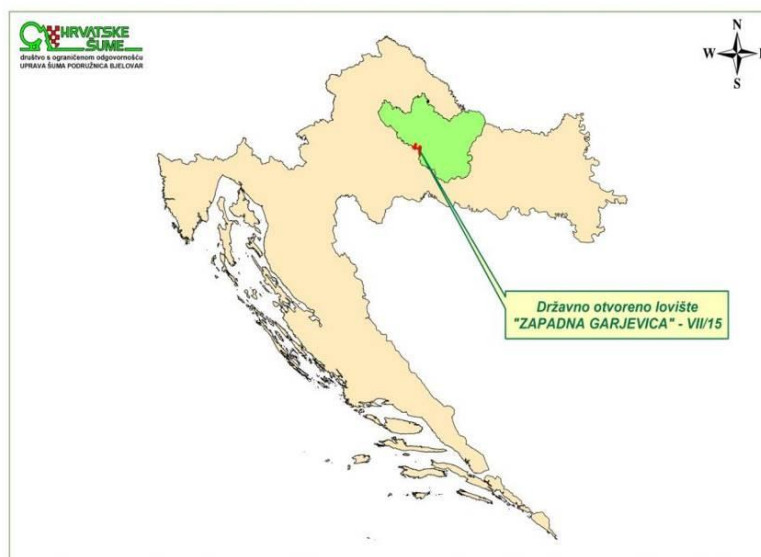 HRVATSKE
ŠUME
društvo s ograničenom odgovornošću
UPRAVA ŠUMA PODRUŽNICA BJELOVAR
N
W
S
Državno otvoreno lovište
"ZAPADNA GARJEVICA" - VII/15